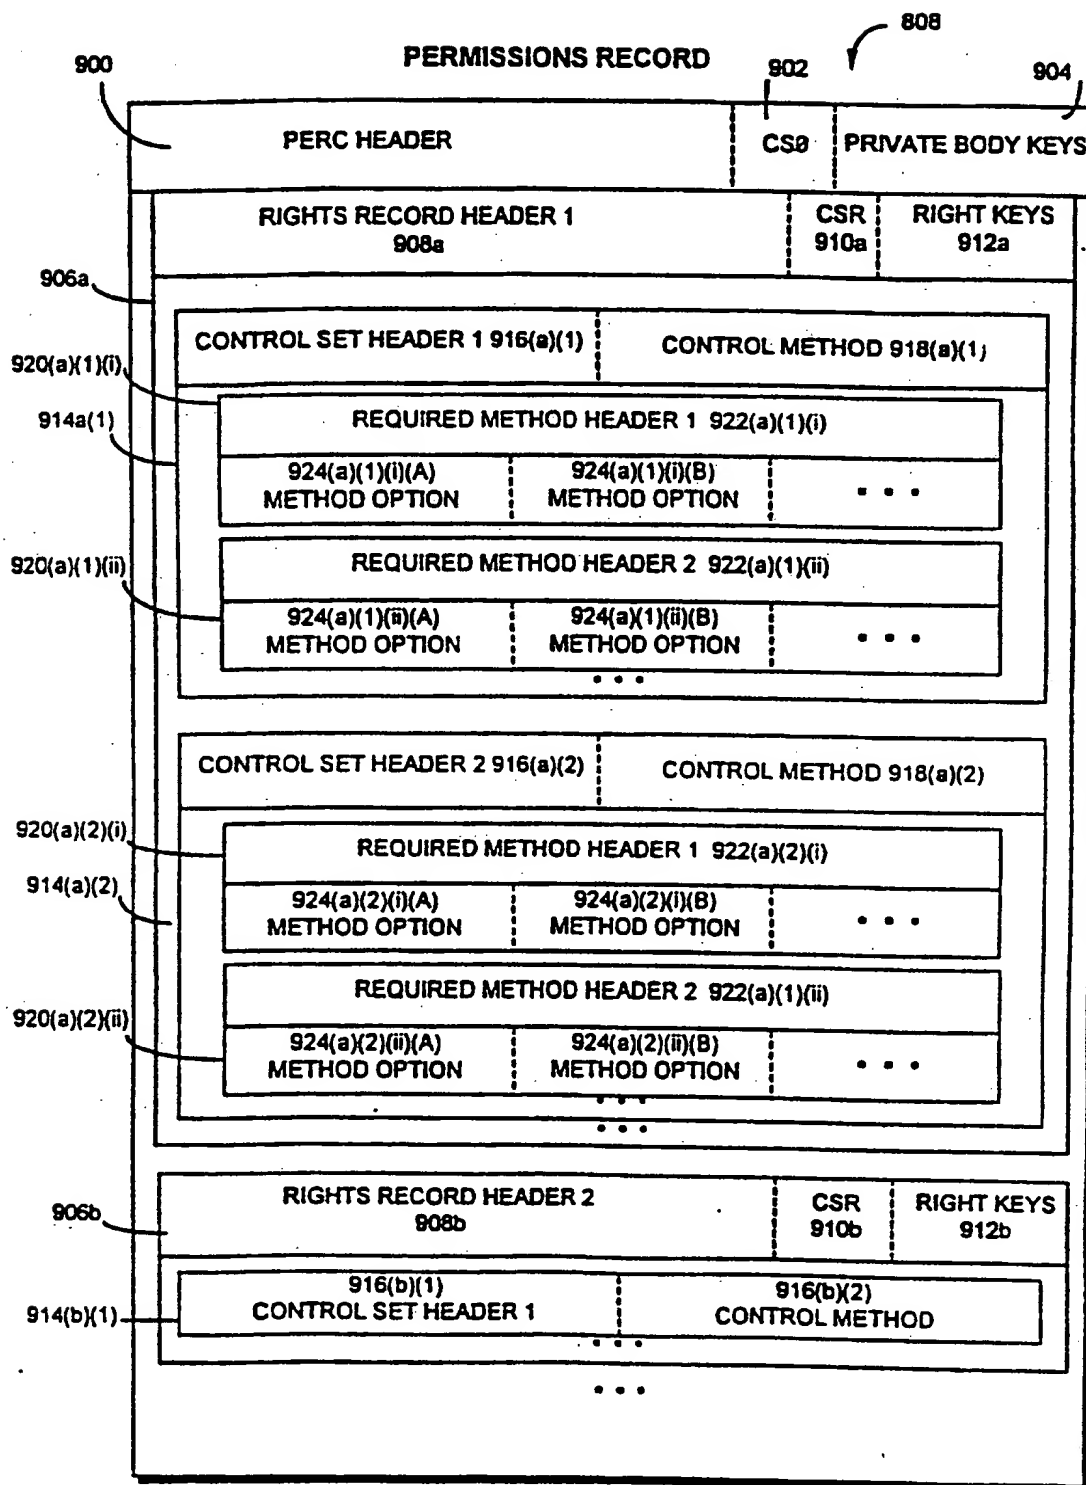 808
PERMISSIONS RECORD
900
902
904
PERC HEADER
CS0
PRIVATE BODY KEYS
RIGHTS RECORD HEADER 1
908a
CSR
910a
RIGHT KEYS
912a
906a
CONTROL SET HEADER 1 916(a)(1)
CONTROL METHOD 918(a)(1)
920(a)(1)(i)
914a(1)
REQUIRED METHOD HEADER 1 922(a)(1)(i)
924(a)(1)(i)(A)
METHOD OPTION
924(a)(1)(i)(B)
METHOD OPTION
• • •
920(a)(1)(ii)
REQUIRED METHOD HEADER 2 922(a)(1)(ii)
924(a)(1)(ii)(A)
METHOD OPTION
924(a)(1)(ii)(B)
METHOD OPTION
• • •
• • •
CONTROL SET HEADER 2 916(a)(2)
CONTROL METHOD 918(a)(2)
920(a)(2)(i)
914(a)(2)
REQUIRED METHOD HEADER 1 922(a)(2)(i)
924(a)(2)(i)(A)
METHOD OPTION
924(a)(2)(i)(B)
METHOD OPTION
• • •
920(a)(2)(ii)
REQUIRED METHOD HEADER 2 922(a)(1)(ii)
924(a)(2)(ii)(A)
METHOD OPTION
924(a)(2)(ii)(B)
METHOD OPTION
• • •
• • •
• • •
906b
RIGHTS RECORD HEADER 2
908b
CSR
910b
RIGHT KEYS
912b
914(b)(1)
916(b)(1)
CONTROL SET HEADER 1
916(b)(2)
CONTROL METHOD
• • •
• • •